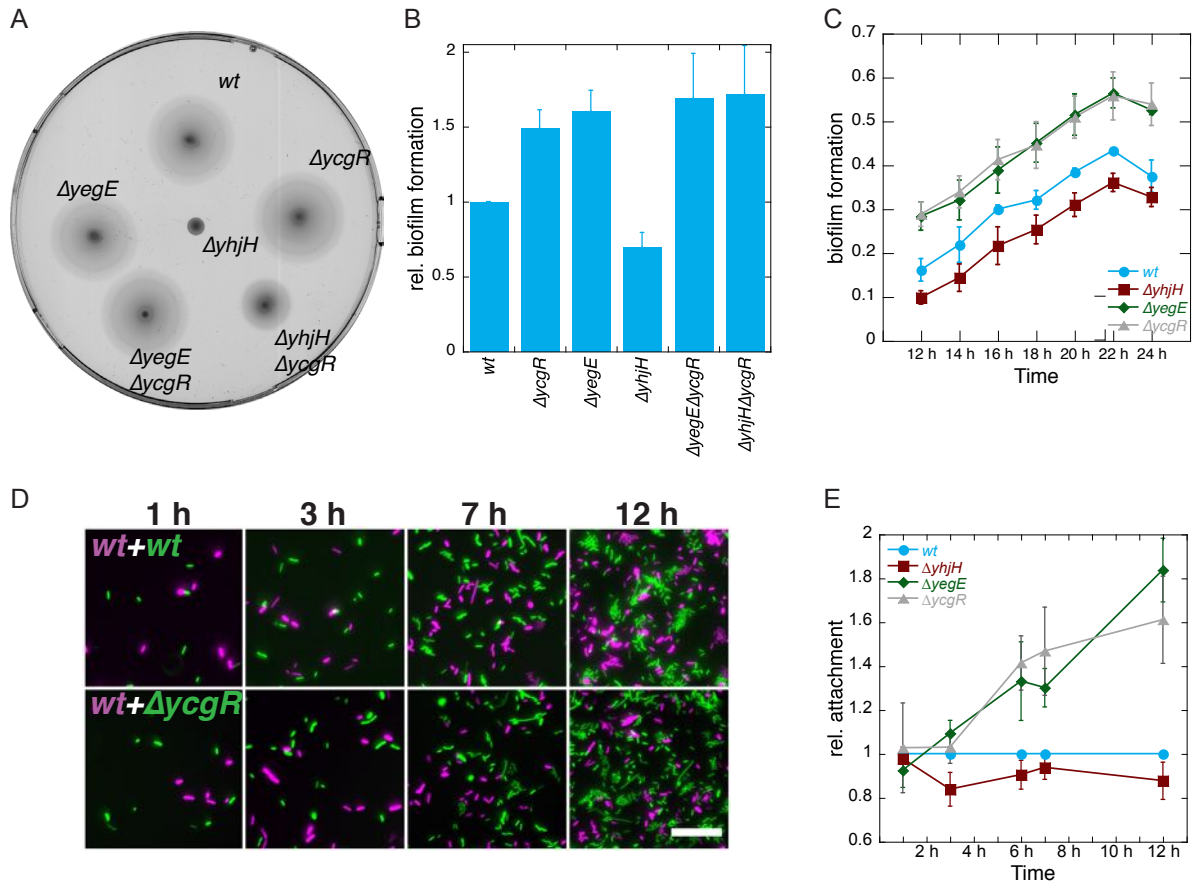 A
wt
ΔycgR
ΔyegE
ΔyhjH
ΔyhjH
ΔycgR
ΔyegE
ΔycgR
B
rel. biofilm formation
2
1.5
1
0.5
0
wt
ΔycgR
ΔyegE
ΔyhjH
ΔyegEΔycgR
ΔyhjHΔycgR
C
biofilm formation
0.7
0.6
0.5
0.4
0.3
0.2
0.1
0
wt
ΔyhjH
ΔyegE
ΔycgR
12 h 14 h 16 h 18 h 20 h 22 h 24 h
Time
D
1 h 3 h 7 h 12 h
wt+wt
wt+ΔycgR
E
rel. attachment
2
1.8
1.6
1.4
1.2
1
0.8
0.6
wt
ΔyhjH
ΔyegE
ΔycgR
2 h 4 h 6 h 8 h 10 h 12 h
Time